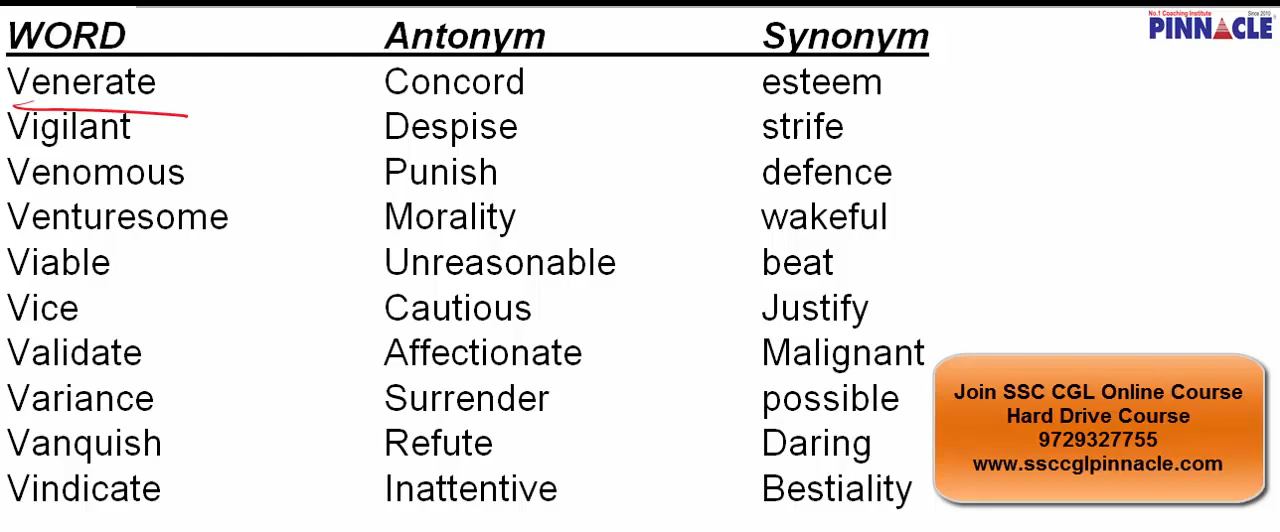 No.1 Coaching Institute Since 2010
PINNACLE
WORD Antonym Synonym
Venerate Concord esteem
Vigilant Despise strife
Venomous Punish defence
Venturesome Morality wakeful
Viable Unreasonable beat
Vice Cautious Justify
Validate Affectionate Malignant
Variance Surrender possible
Vanquish Refute Daring
Vindicate Inattentive Bestiality
Join SSC CGL Online Course
Hard Drive Course
9729327755
www.ssccglpinnacle.com